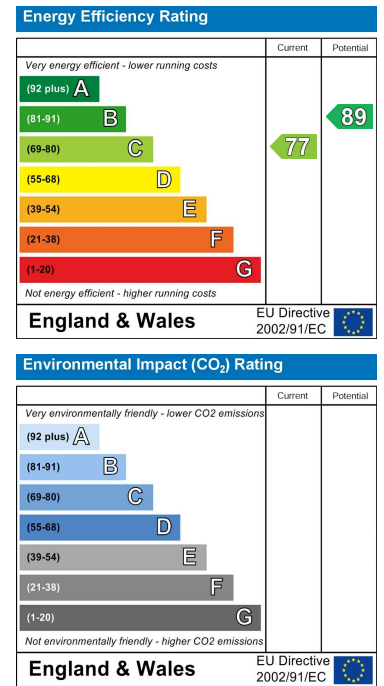 Energy Efficiency Rating
Current Potential
Very energy efficient - lower running costs
(92 plus) A
(81-91) B
89
(69-80) C
77
(55-68) D
(39-54) E
(21-38) F
(1-20) G
Not energy efficient - higher running costs
England & Wales
EU Directive
2002/91/EC
Environmental Impact (CO₂) Rating
Current Potential
Very environmentally friendly - lower CO2 emissions
(92 plus) A
(81-91) B
(69-80) C
(55-68) D
(39-54) E
(21-38) F
(1-20) G
Not environmentally friendly - higher CO2 emissions
England & Wales
EU Directive
2002/91/EC